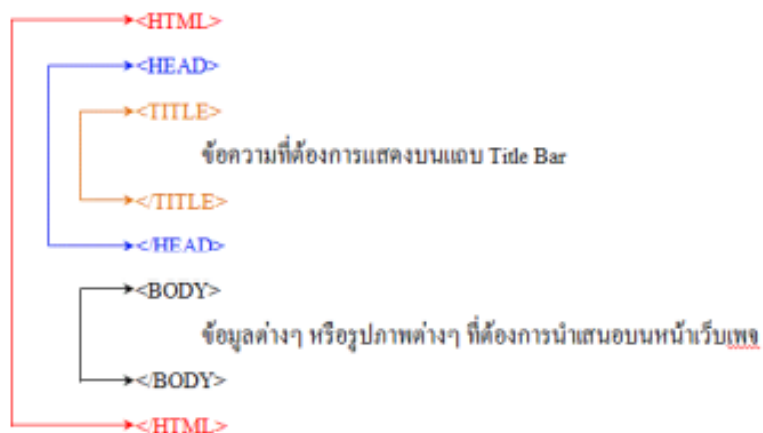 <HTML>
<HEAD>
<TITLE>
ข้อความที่ต้องการแสดงบนแถบ Title Bar
</TITLE>
</HEAD>
<BODY>
ข้อมูลต่างๆ หรือรูปภาพต่างๆ ที่ต้องการนำเสนอบนหน้าเว็บเพจ
</BODY>
</HTML>